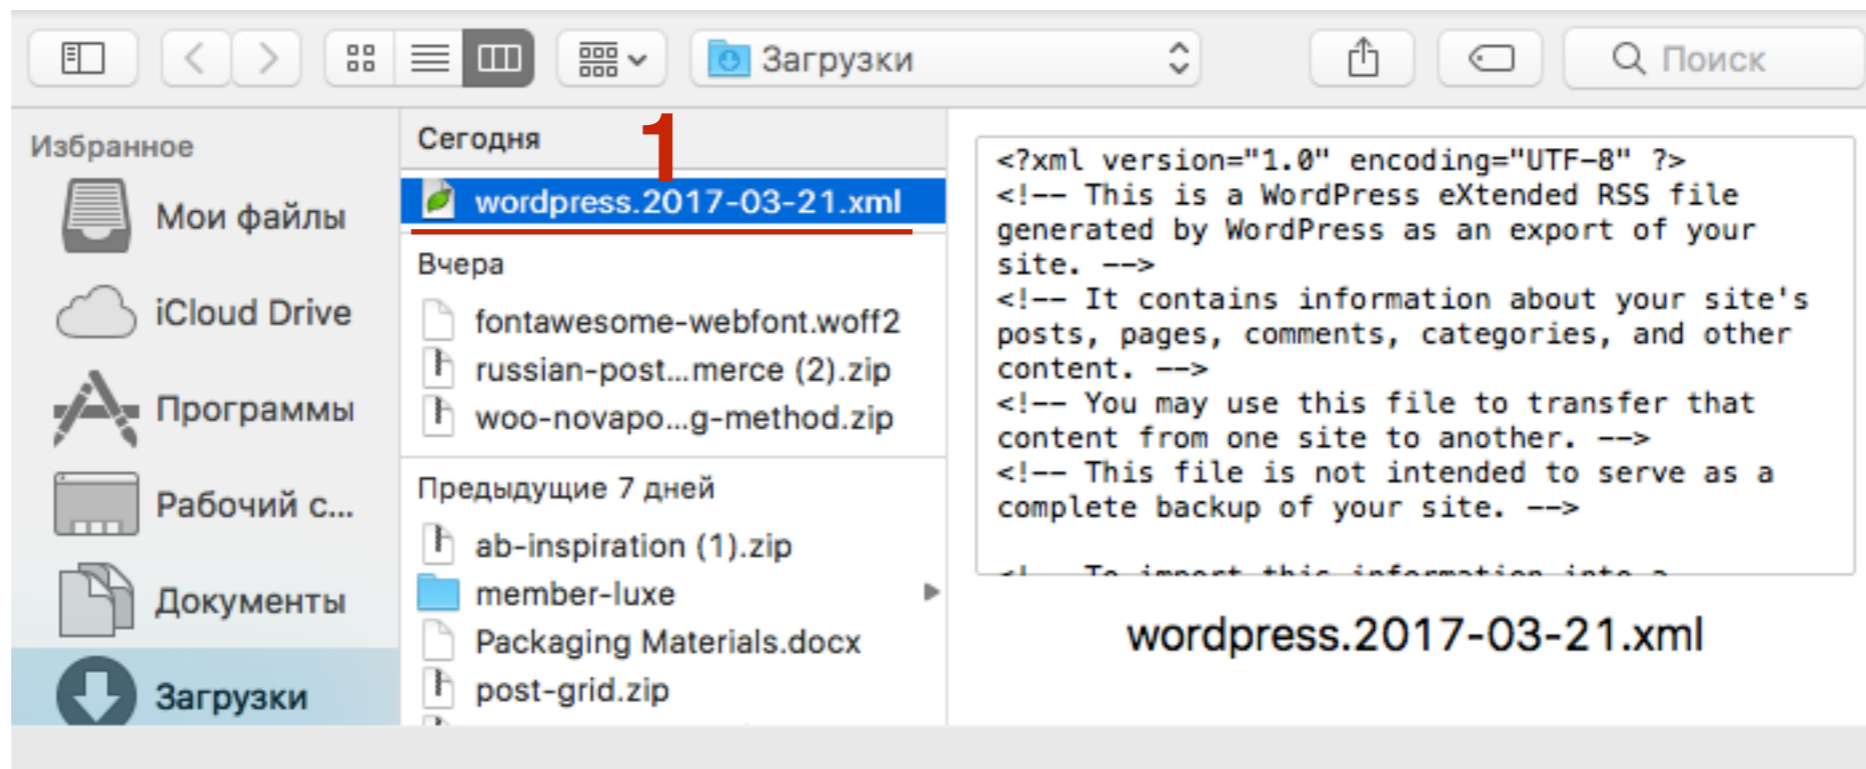 Загрузки
Поиск
Избранное
Мои файлы
iCloud Drive
Программы
Рабочий с...
Документы
Загрузки
Сегодня
1
wordpress.2017-03-21.xml
Вчера
fontawesome-webfont.woff2
russian-post...merce (2).zip
woo-novapo...g-method.zip
Предыдущие 7 дней
ab-inspiration (1).zip
member-luxe
Packaging Materials.docx
post-grid.zip
<?xml version="1.0" encoding="UTF-8" ?>
<!-- This is a WordPress eXtended RSS file
generated by WordPress as an export of your
site. -->
<!-- It contains information about your site's
posts, pages, comments, categories, and other
content. -->
<!-- You may use this file to transfer that
content from one site to another. -->
<!-- This file is not intended to serve as a
complete backup of your site. -->
<!-- To import this information into a
wordpress.2017-03-21.xml